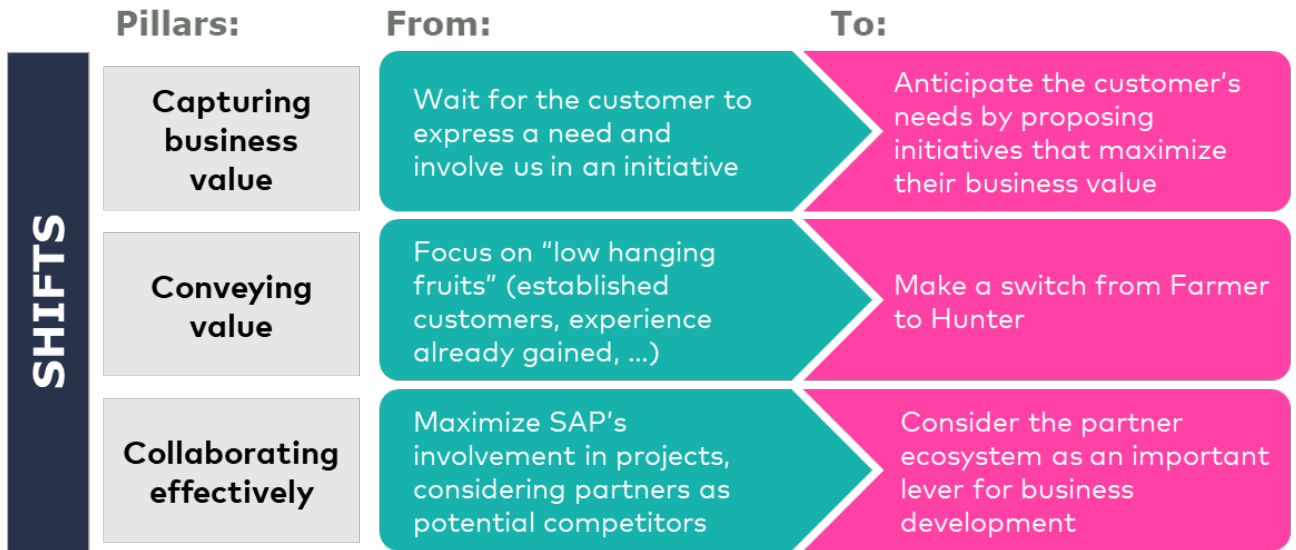 Pillars:
From:
To:
SHIFTS
Capturing
business
value
Wait for the customer to
express a need and
involve us in an initiative
Anticipate the customer’s
needs by proposing
initiatives that maximize
their business value
Conveying
value
Focus on “low hanging
fruits” (established
customers, experience
already gained, ...)
Make a switch from Farmer
to Hunter
Collaborating
effectively
Maximize SAP’s
involvement in projects,
considering partners as
potential competitors
Consider the partner
ecosystem as an important
lever for business
development